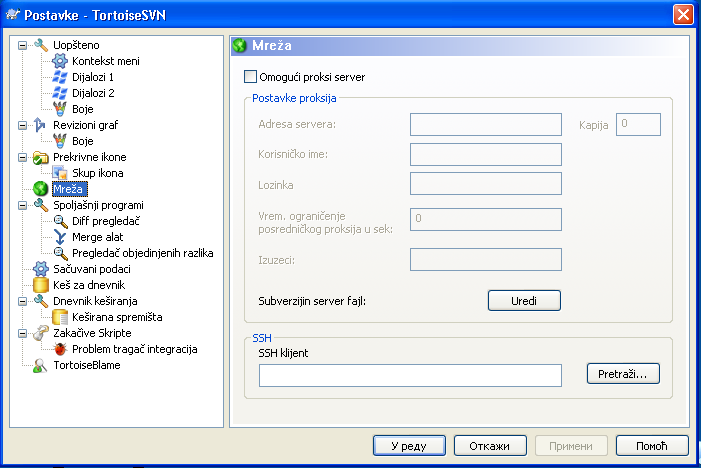 Postavke - TortoiseSVN
Uopšteno
Kontekst meni
Dijalozi 1
Dijalozi 2
Boje
Revizioni graf
Boje
Prekrivne ikone
Skup ikona
Mreža
Spoljašnji programi
Diff pregledač
Merge alat
Pregledač objedinjenih razlika
Sačuvani podaci
Keš za dnevnik
Dnevnik keširanja
Keširana spremišta
Zakačive Skripte
Problem tragač integracija
TortoiseBlame
Mreža
Omogući proksi server
Postavke proksija
Adresa servera:
Kapija 0
Korisničko ime:
Lozinka
Vrem. ograničenje
posredničkog proksija u sek:
0
Izuzeci:
Subverzijin server fajl:
Uredi
SSH
SSH klijent
Pretraži...
У реду
Откажи
Примени
Помоћ